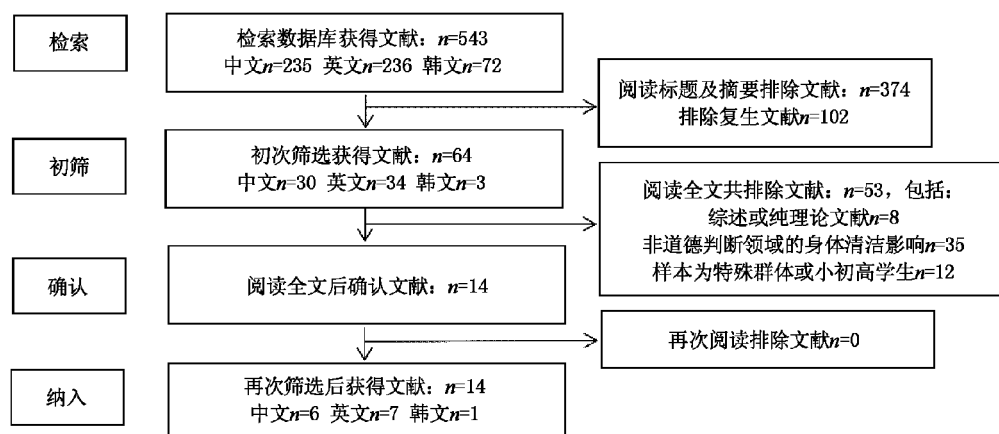 检索
检索数据库获得文献：n=543
中文n=235 英文n=236 韩文n=72
阅读标题及摘要排除文献：n=374
排除复生文献n=102
初筛
初次筛选获得文献：n=64
中文n=30 英文n=34 韩文n=3
阅读全文共排除文献：n=53，包括：
综述或纯理论文献n=8
非道德判断领域的身体清洁影响n=35
样本为特殊群体或小初高学生n=12
确认
阅读全文后确认文献：n=14
再次阅读排除文献n=0
纳入
再次筛选后获得文献：n=14
中文n=6 英文n=7 韩文n=1